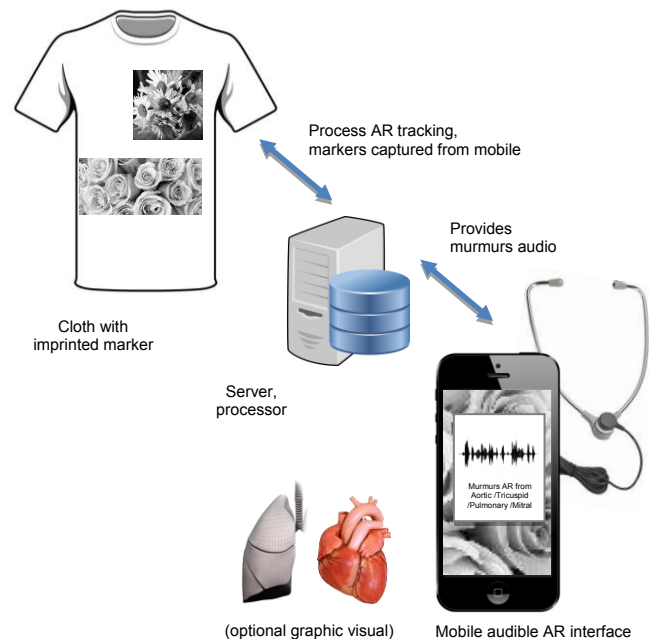 Process AR tracking,
markers captured from mobile
Provides
murmurs audio
Cloth with
imprinted marker
Server,
processor
Murmurs AR from
Aortic /Tricuspid
/Pulmonary /Mitral
(optional graphic visual)
Mobile audible AR interface